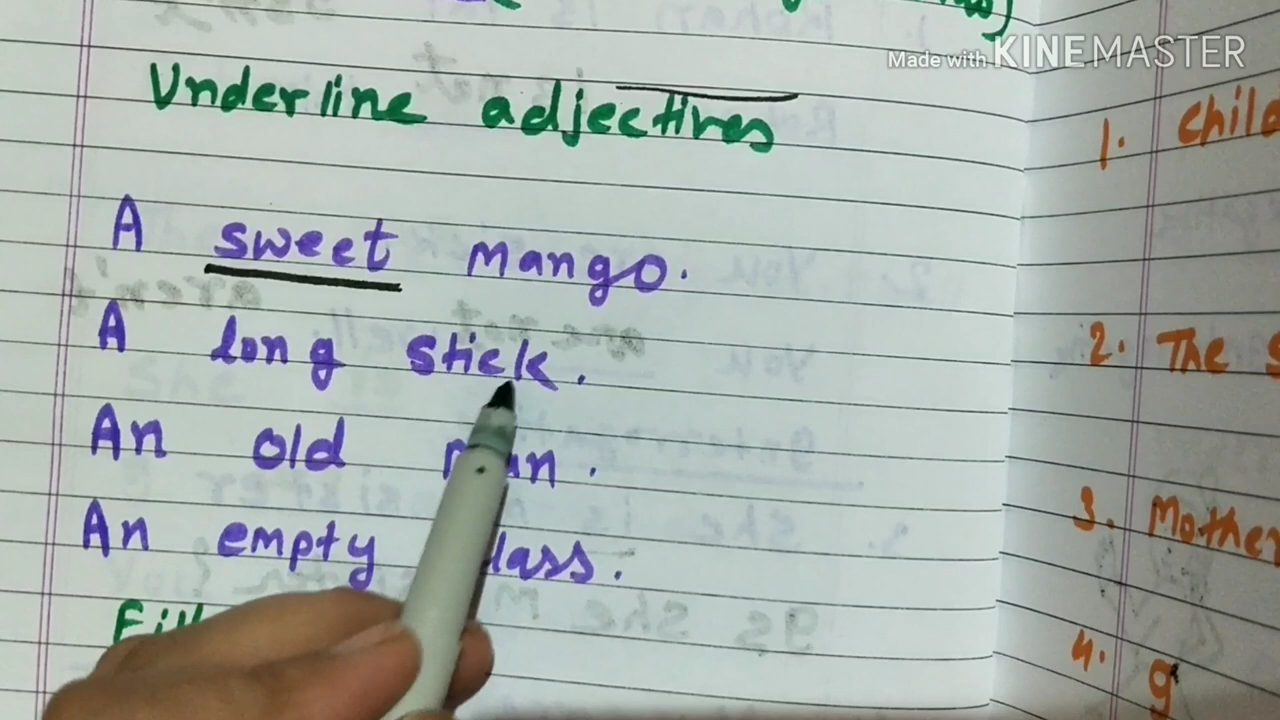 Made with KINEMASTER
Underline adjectives
A sweet mango.
A long stick.
An old
An empty
1.
2. The
3. Mother
4.